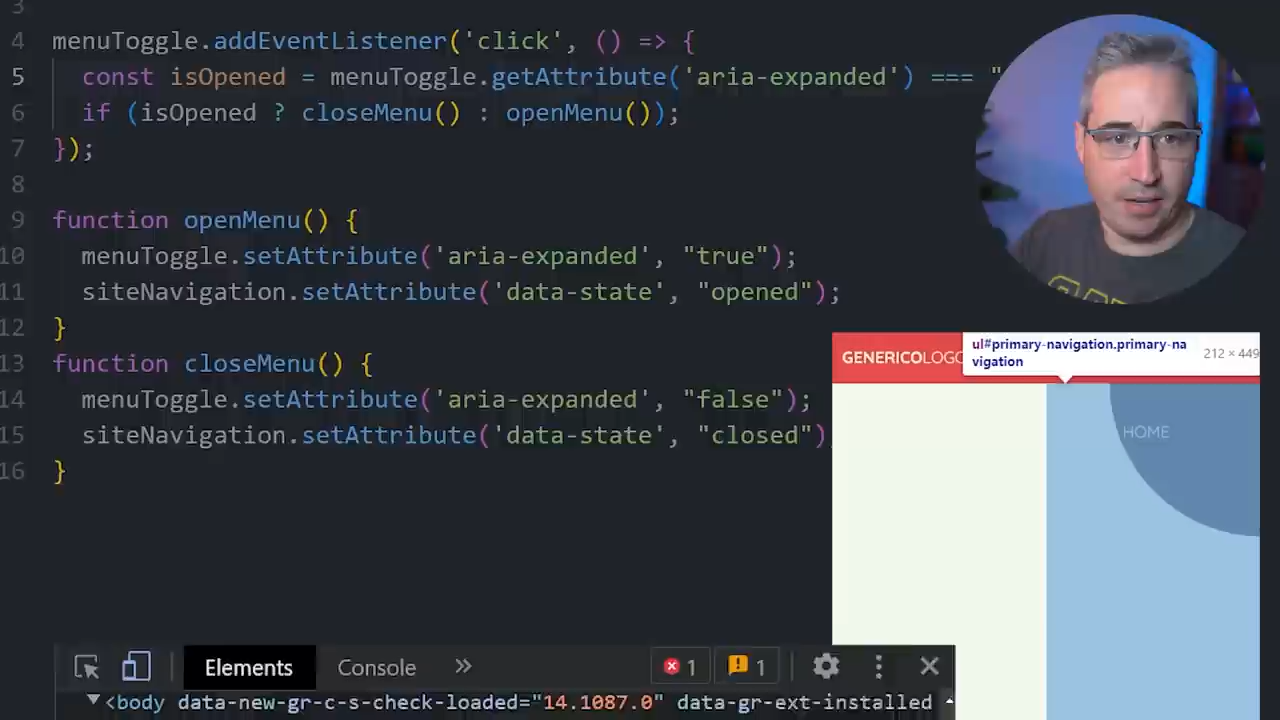 3
4 menuToggle.addEventListener('click', () => {
5 const isOpened = menuToggle.getAttribute('aria-expanded') === "
6 if (isOpened ? closeMenu() : openMenu());
7 });
8
9 function openMenu() {
10 menuToggle.setAttribute('aria-expanded', "true");
11 siteNavigation.setAttribute('data-state', "opened");
12 }
13 function closeMenu() {
14 menuToggle.setAttribute('aria-expanded', "false");
15 siteNavigation.setAttribute('data-state', "closed")
16 }
GENERICOLOGO
ul#primary-navigation.primary-na
vigation
212 × 449
HOME
Elements Console » 1 1
▼<body data-new-gr-c-s-check-loaded="14.1087.0" data-gr-ext-installed